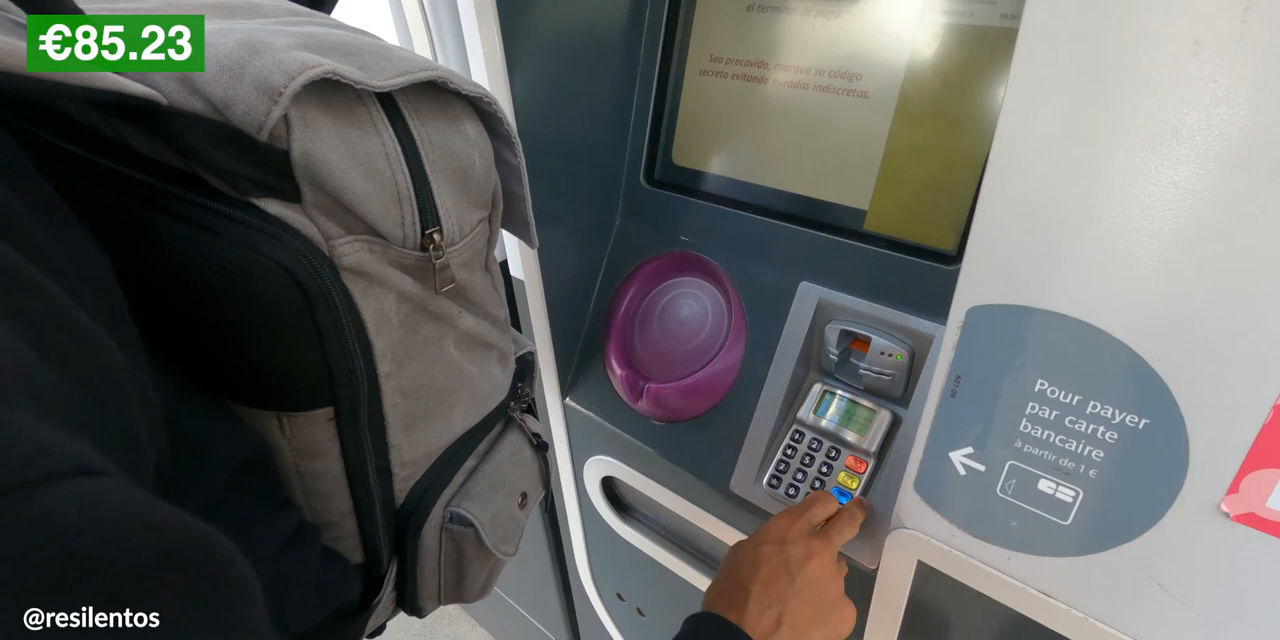 €85.23
el terminal de pago.
Sea precavido, marque su código
secreto evitando miradas indiscretas.
Pour payer
par carte
bancaire
à partir de 1 €
@resilentos